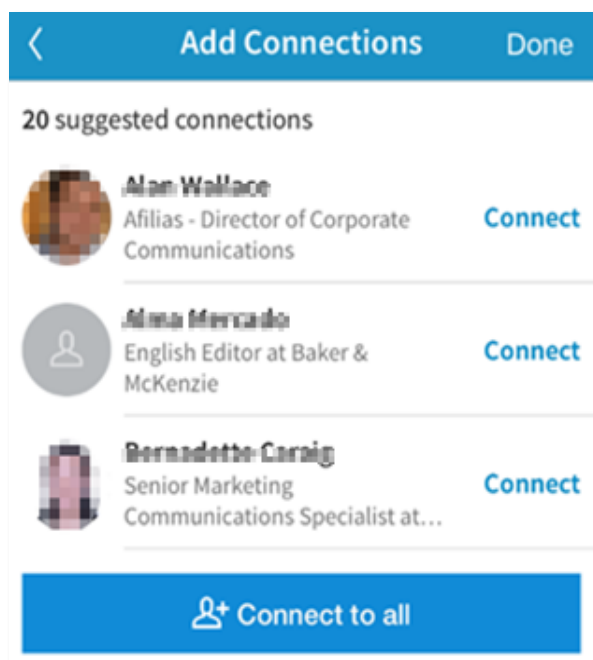 Add Connections Done
20 suggested connections
Afilias - Director of Corporate
Communications
Connect
English Editor at Baker &
McKenzie
Connect
Senior Marketing
Communications Specialist at...
Connect
Connect to all